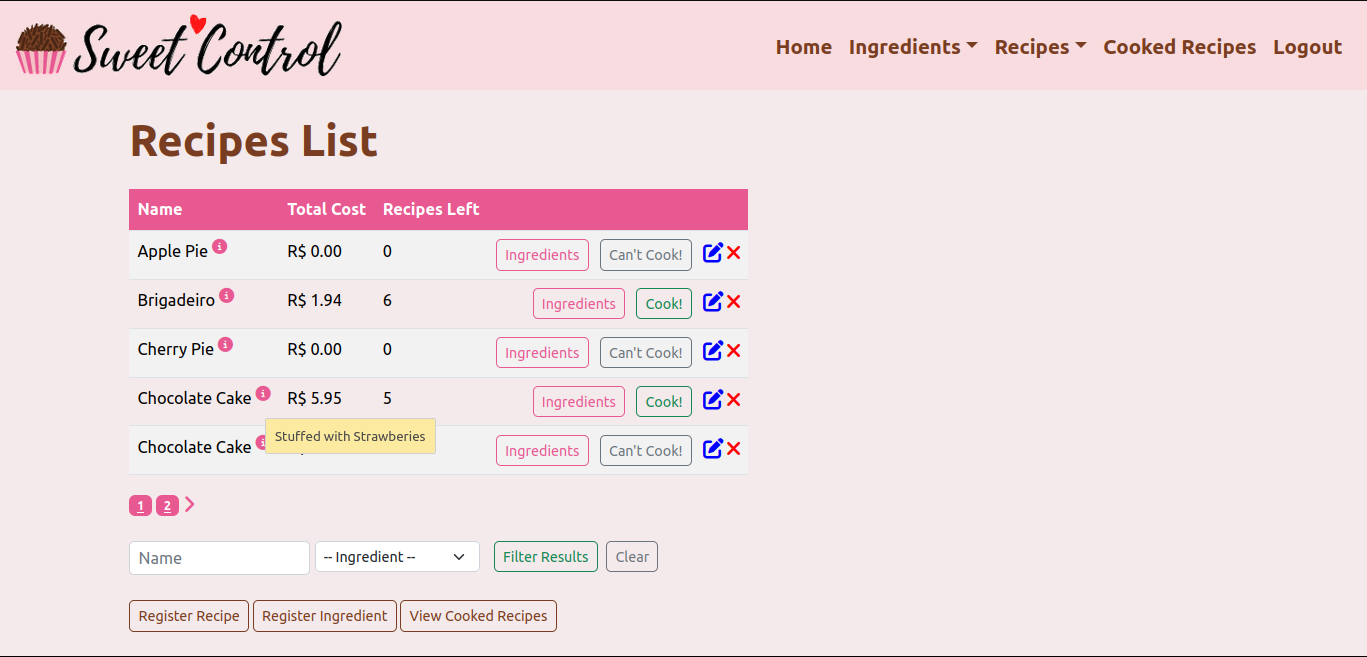 Sweet Control
Home Ingredients Recipes Cooked Recipes Logout
Recipes List
Name Total Cost Recipes Left
Apple Pie R$ 0.00 0 Ingredients Can't Cook!
Brigadeiro R$ 1.94 6 Ingredients Cook!
Cherry Pie R$ 0.00 0 Ingredients Can't Cook!
Chocolate Cake R$ 5.95 5 Ingredients Cook!
Stuffed with Strawberies
Chocolate Cake Ingredients Can't Cook!
1 2
Name -- Ingredient -- Filter Results Clear
Register Recipe Register Ingredient View Cooked Recipes